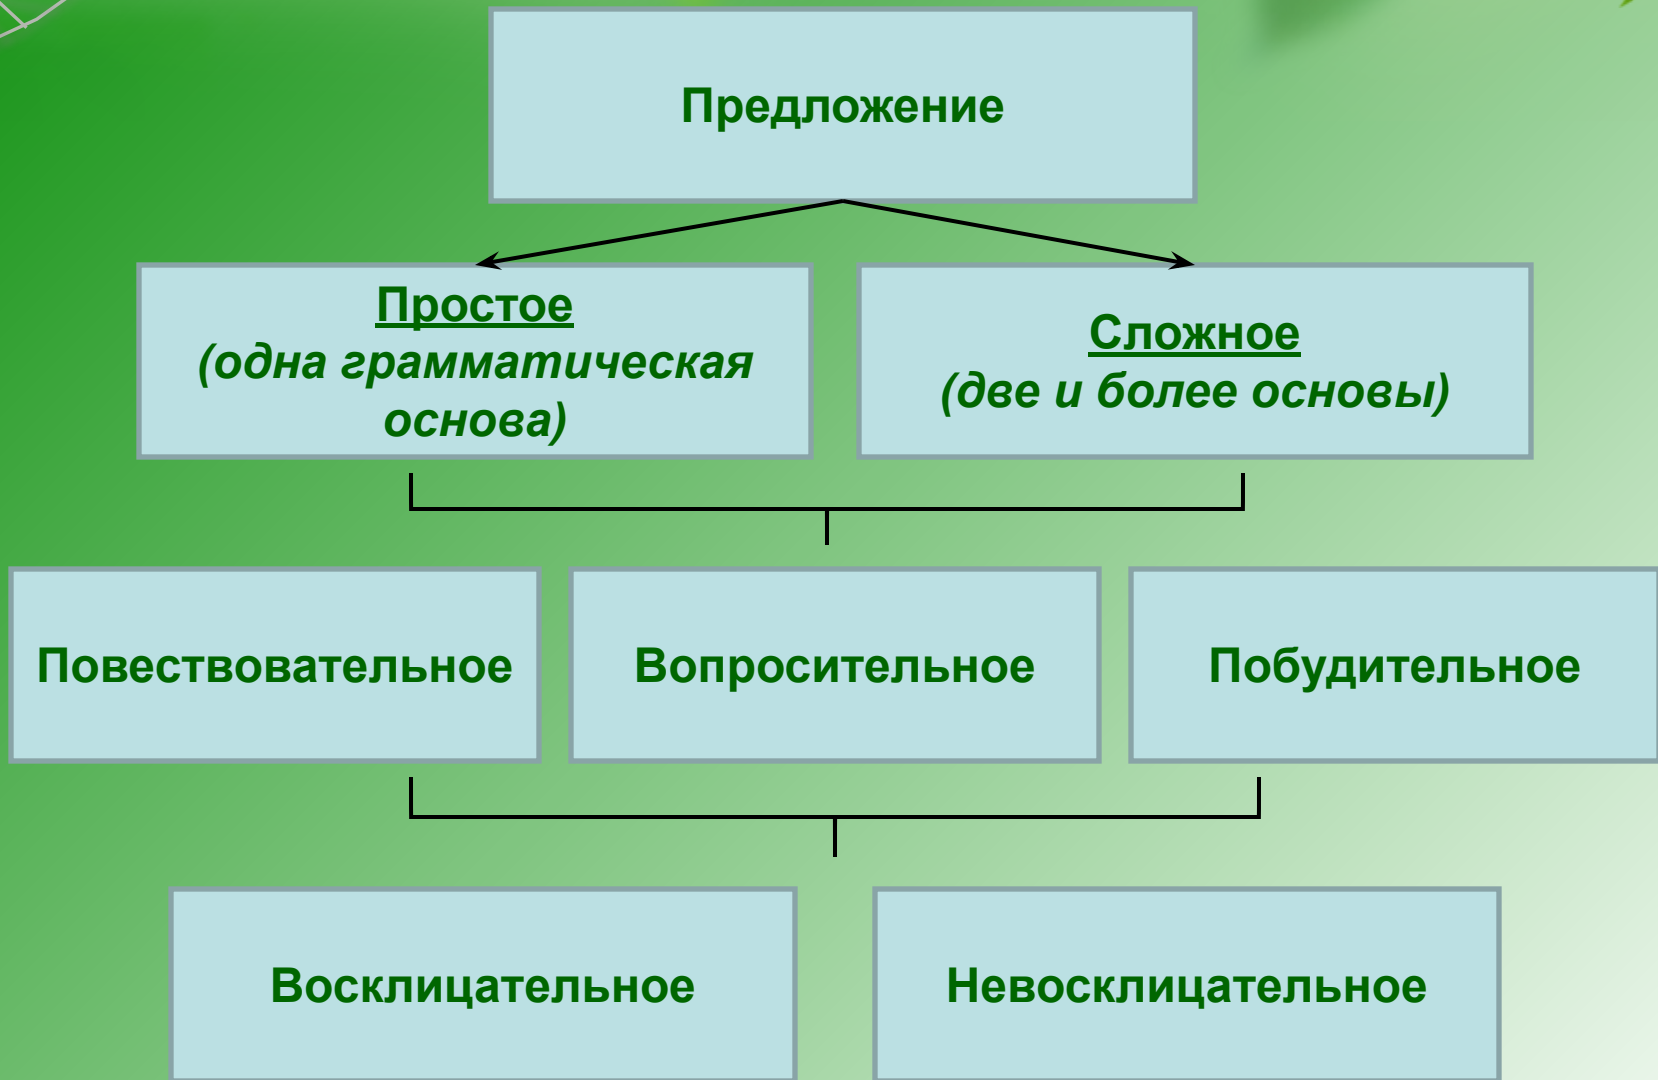 Предложение
Простое
(одна грамматическая
основа)
Сложное
(две и более основы)
Повествовательное
Вопросительное
Побудительное
Восклицательное
Невосклицательное